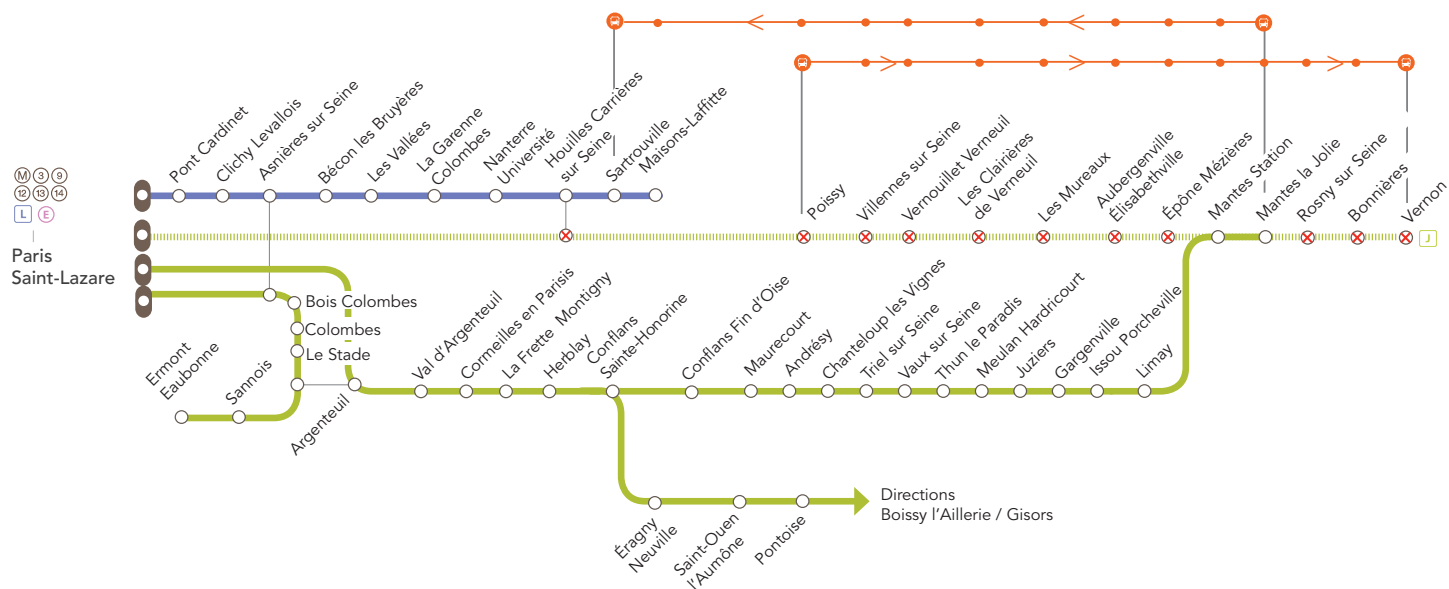 Pont Cardinet
Clichy Levallois
Asnières sur Seine
Bécon les Bruyères
Les Vallées
La Garenne
Colombes
Nanterre
Université
Houilles Carrières
sur Seine
Sartrouville
Maisons-Laffitte
M 3 9
12 13 14
L E
Paris
Saint-Lazare
Poissy
Villennes sur Seine
Vernouillet Verneuil
Les Clairières
de Verneuil
Les Mureaux
Aubergenville
Élisabethville
Épône Mézières
Mantes Station
Mantes la Jolie
Rosny sur Seine
Bonnières
Vernon
J
Bois Colombes
Colombes
Le Stade
Ermont
Eaubonne
Sannois
Argenteuil
Val d'Argenteuil
Cormeilles en Parisis
La Frette Montigny
Herblay
Conflans
Sainte-Honorine
Conflans Fin d'Oise
Maurecourt
Andrésy
Chanteloup les Vignes
Triel sur Seine
Vaux sur Seine
Thun le Paradis
Meulan Hardricourt
Juziers
Gargenville
Issou Porcheville
Limay
Éragny
Neuville
Saint-Ouen
l'Aumône
Pontoise
Directions
Boissy l'Aillerie / Gisors